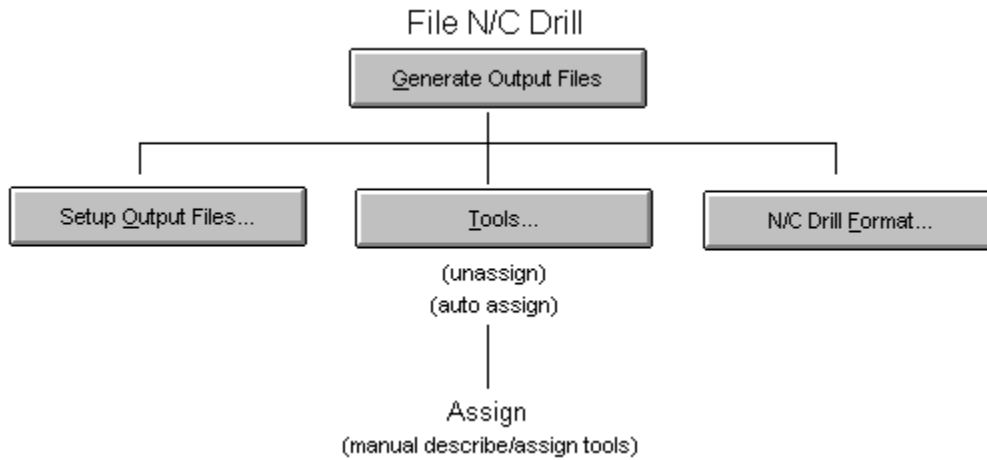 File N/C Drill
Generate Output Files
Setup Output Files...
Tools...
N/C Drill Format...
(unassign)
(auto assign)
Assign
(manual describe/assign tools)